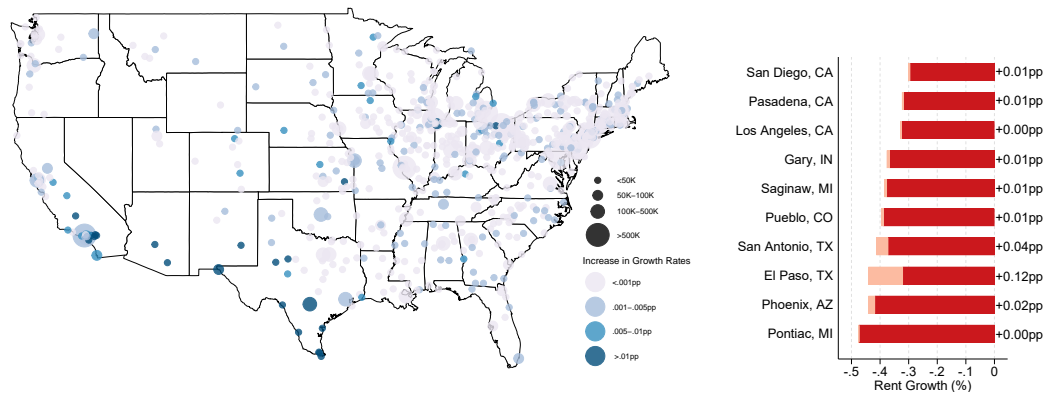 <50K
50K–100K
100K–500K
>500K
Increase in Growth Rates
<.001pp
.001–.005pp
.005–.01pp
>.01pp
San Diego, CA +0.01pp
Pasadena, CA +0.01pp
Los Angeles, CA +0.00pp
Gary, IN +0.01pp
Saginaw, MI +0.01pp
Pueblo, CO +0.01pp
San Antonio, TX +0.04pp
El Paso, TX +0.12pp
Phoenix, AZ +0.02pp
Pontiac, MI +0.00pp
-.5 -.4 -.3 -.2 -.1 0
Rent Growth (%)